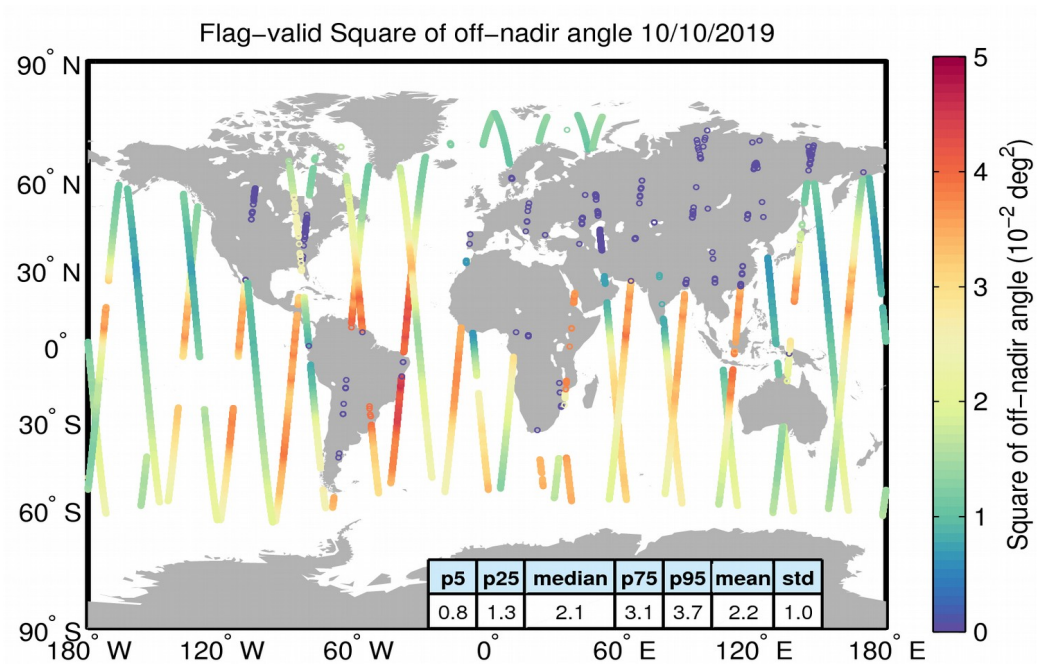 Flag−valid Square of off−nadir angle 10/10/2019
90° N
60° N
30° N
0°
30° S
60° S
90° S
180° W
120° W
60° W
0°
60° E
120° E
180° E
p5 p25 median p75 p95 mean std
0.8 1.3 2.1 3.1 3.7 2.2 1.0
5
4
3
2
1
0
Square of off−nadir angle (10⁻² deg²)